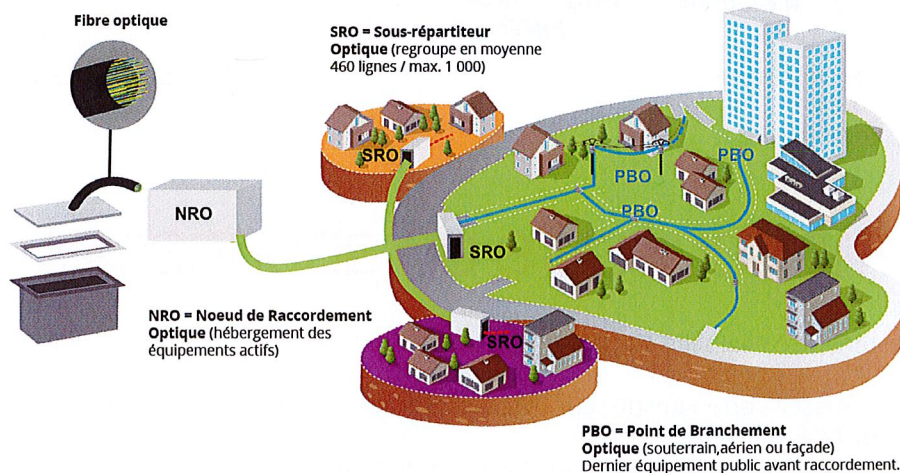 Fibre optique
SRO = Sous-répartiteur
Optique (regroupe en moyenne
460 lignes / max. 1 000)
SRO
PBO
PBO
NRO
PBO
SRO
NRO = Noeud de Raccordement
Optique (hébergement des
équipements actifs)
SRO
PBO = Point de Branchement
Optique (souterrain,aérien ou façade)
Dernier équipement public avant raccordement.